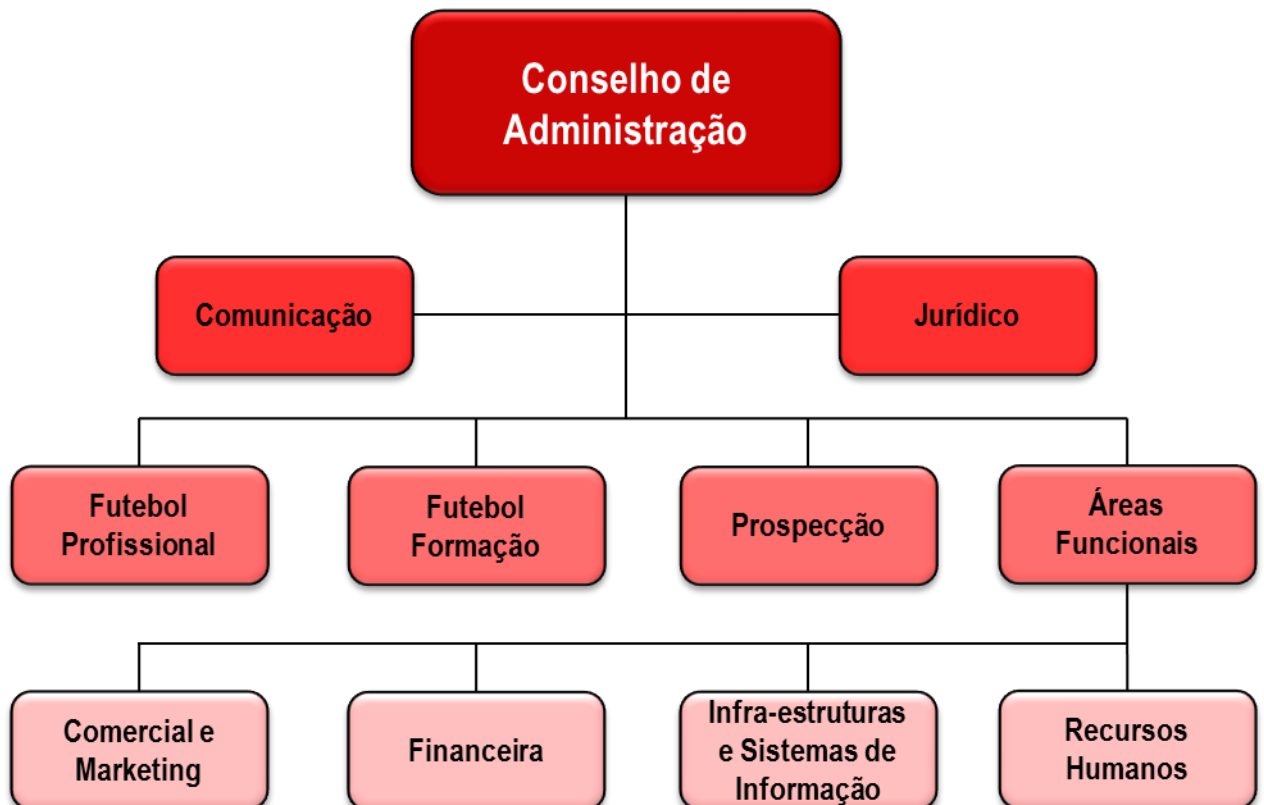 Conselho de
Administração
Comunicação
Jurídico
Futebol
Profissional
Futebol
Formação
Prospecção
Áreas
Funcionais
Comercial e
Marketing
Financeira
Infra-estruturas
e Sistemas de
Informação
Recursos
Humanos